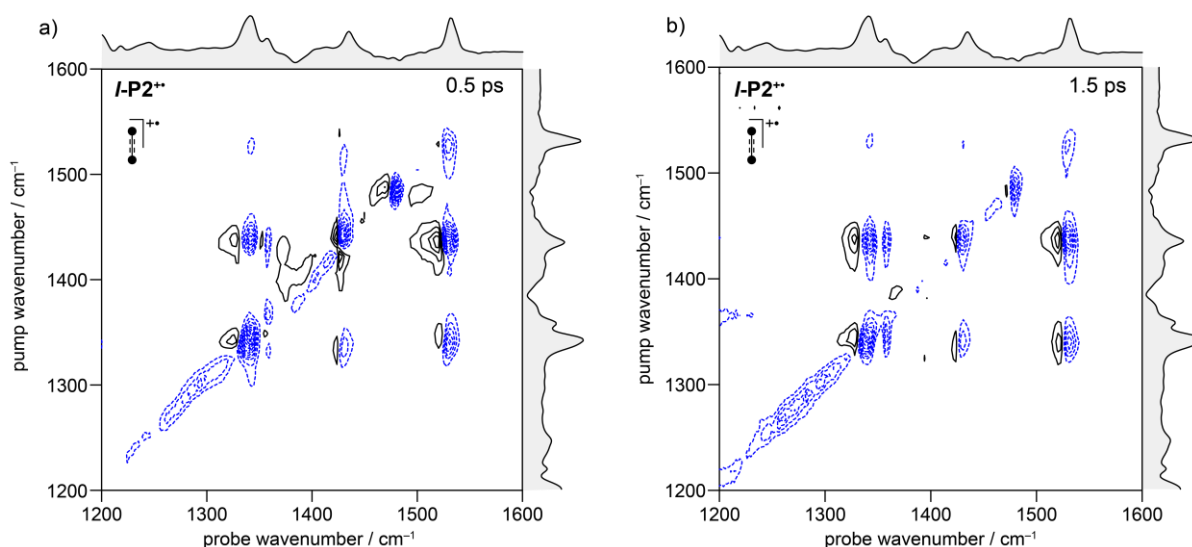 a)
1600
1500
1400
1300
1200
pump wavenumber / cm⁻¹
l-P2⁺•
+•
0.5 ps
1200 1300 1400 1500 1600
probe wavenumber / cm⁻¹
b)
1600
1500
1400
1300
1200
pump wavenumber / cm⁻¹
l-P2⁺•
+•
1.5 ps
1200 1300 1400 1500 1600
probe wavenumber / cm⁻¹